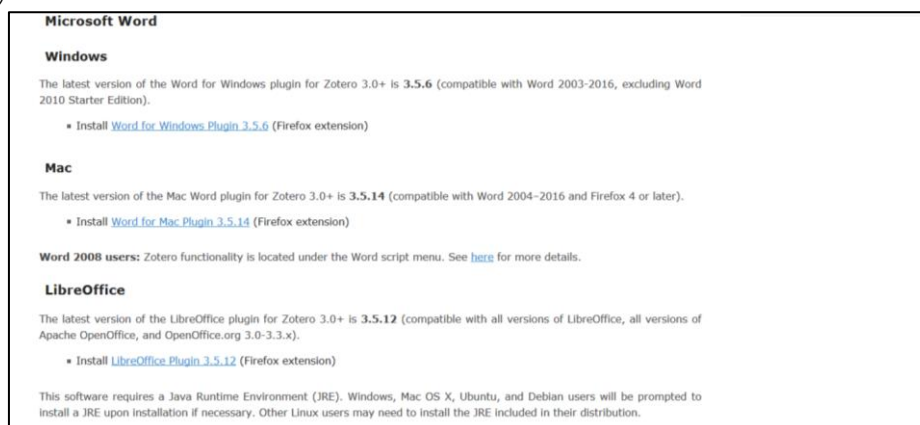 Microsoft Word
Windows
The latest version of the Word for Windows plugin for Zotero 3.0+ is 3.5.6 (compatible with Word 2003-2016, excluding Word
2010 Starter Edition).
▪ Install Word for Windows Plugin 3.5.6 (Firefox extension)
Mac
The latest version of the Mac Word plugin for Zotero 3.0+ is 3.5.14 (compatible with Word 2004–2016 and Firefox 4 or later).
▪ Install Word for Mac Plugin 3.5.14 (Firefox extension)
Word 2008 users: Zotero functionality is located under the Word script menu. See here for more details.
LibreOffice
The latest version of the LibreOffice plugin for Zotero 3.0+ is 3.5.12 (compatible with all versions of LibreOffice, all versions of
Apache OpenOffice, and OpenOffice.org 3.0-3.3.x).
▪ Install LibreOffice Plugin 3.5.12 (Firefox extension)
This software requires a Java Runtime Environment (JRE). Windows, Mac OS X, Ubuntu, and Debian users will be prompted to
install a JRE upon installation if necessary. Other Linux users may need to install the JRE included in their distribution.